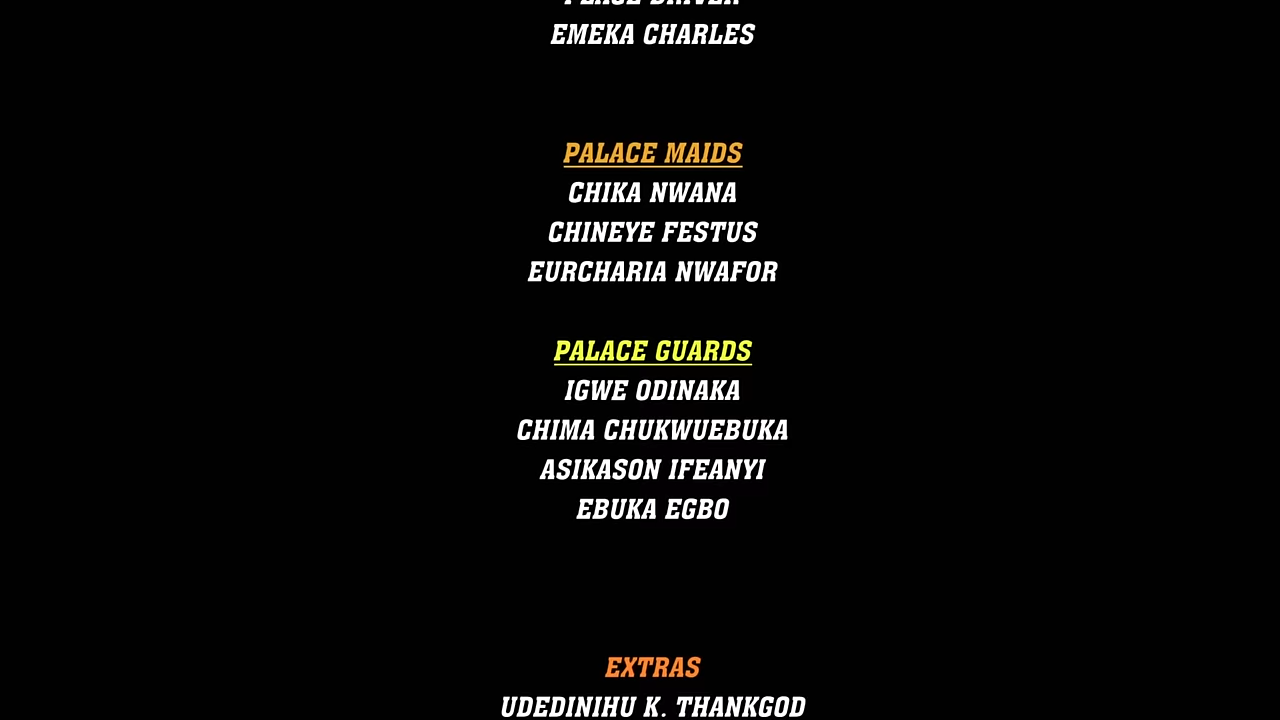 EMEKA CHARLES
PALACE MAIDS
CHIKA NWANA
CHINEYE FESTUS
EURCHARIA NWAFOR
PALACE GUARDS
IGWE ODINAKA
CHIMA CHUKWUEBUKA
ASIKASON IFEANYI
EBUKA EGBO
EXTRAS
UDEDINIHU K. THANKGOD